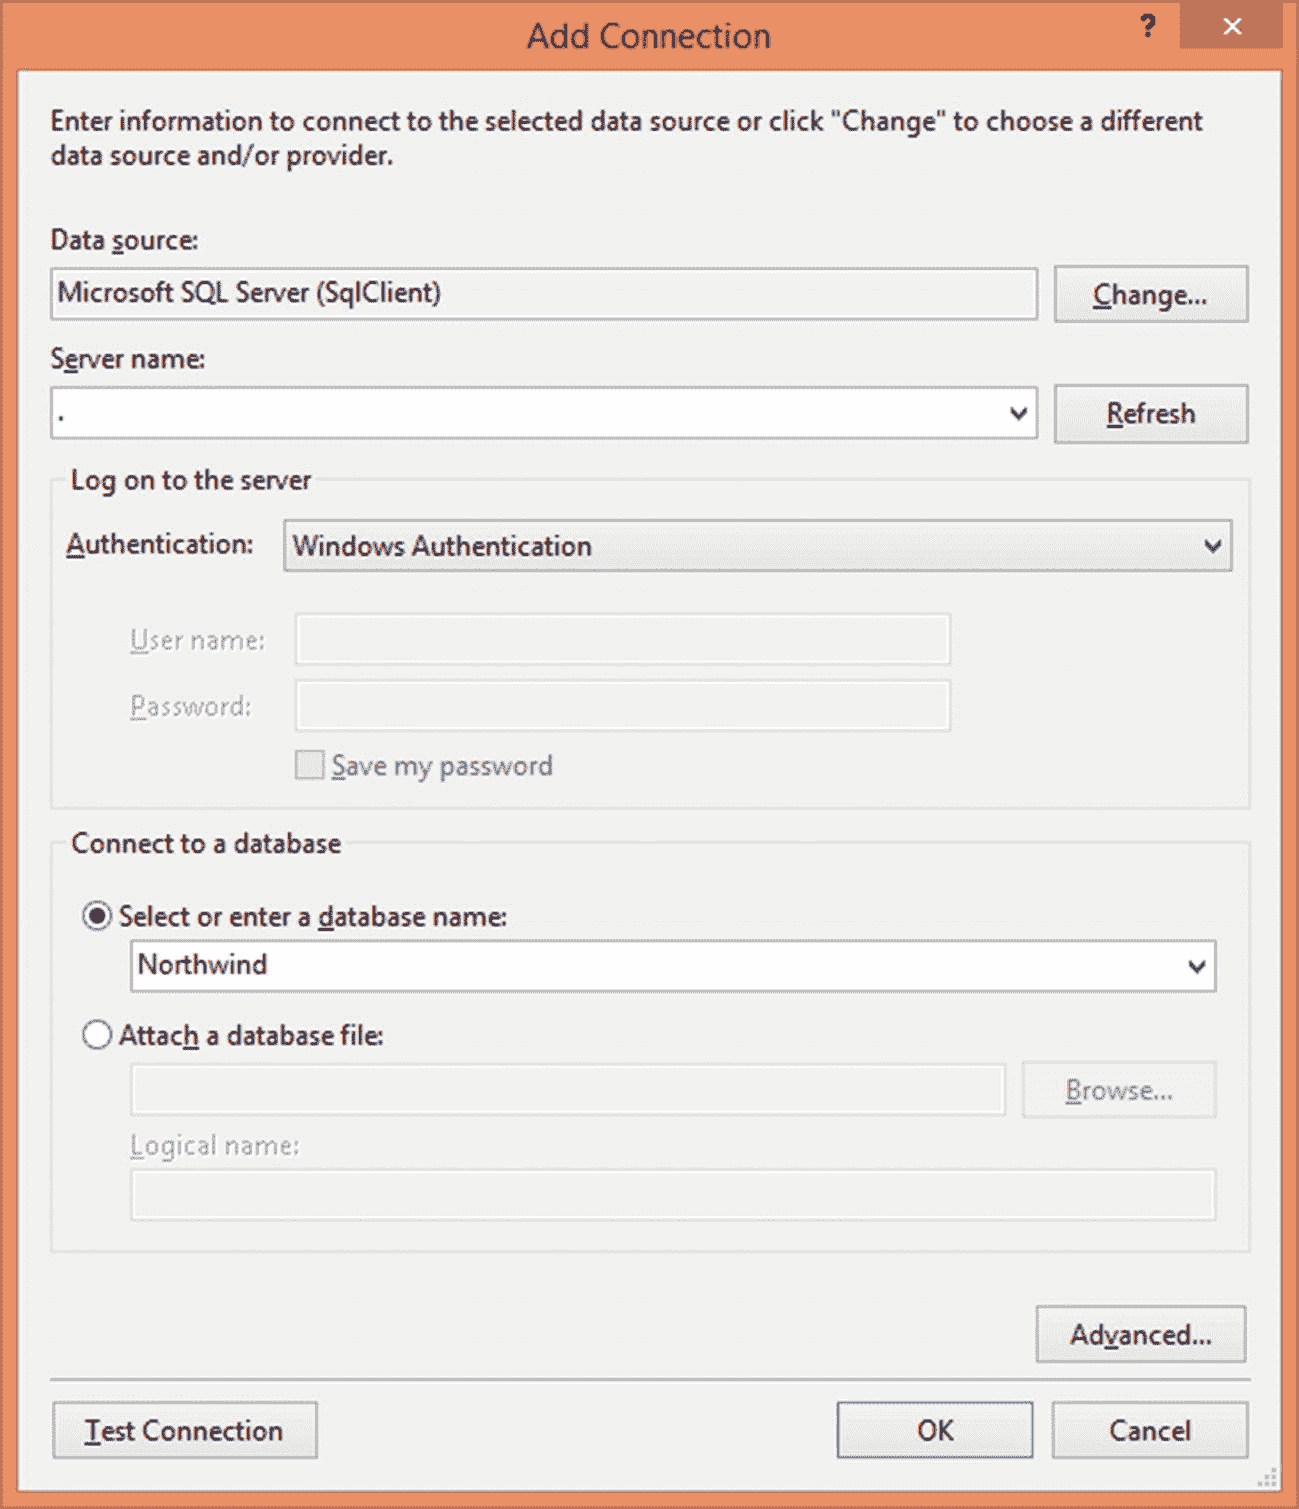 Add Connection
?
Enter information to connect to the selected data source or click "Change" to choose a different
data source and/or provider.
Data source:
Microsoft SQL Server (SqlClient)
Change...
Server name:
.
Refresh
Log on to the server
Authentication:
Windows Authentication
User name:
Password:
Save my password
Connect to a database
Select or enter a database name:
Northwind
Attach a database file:
Browse...
Logical name:
Advanced...
Test Connection
OK
Cancel